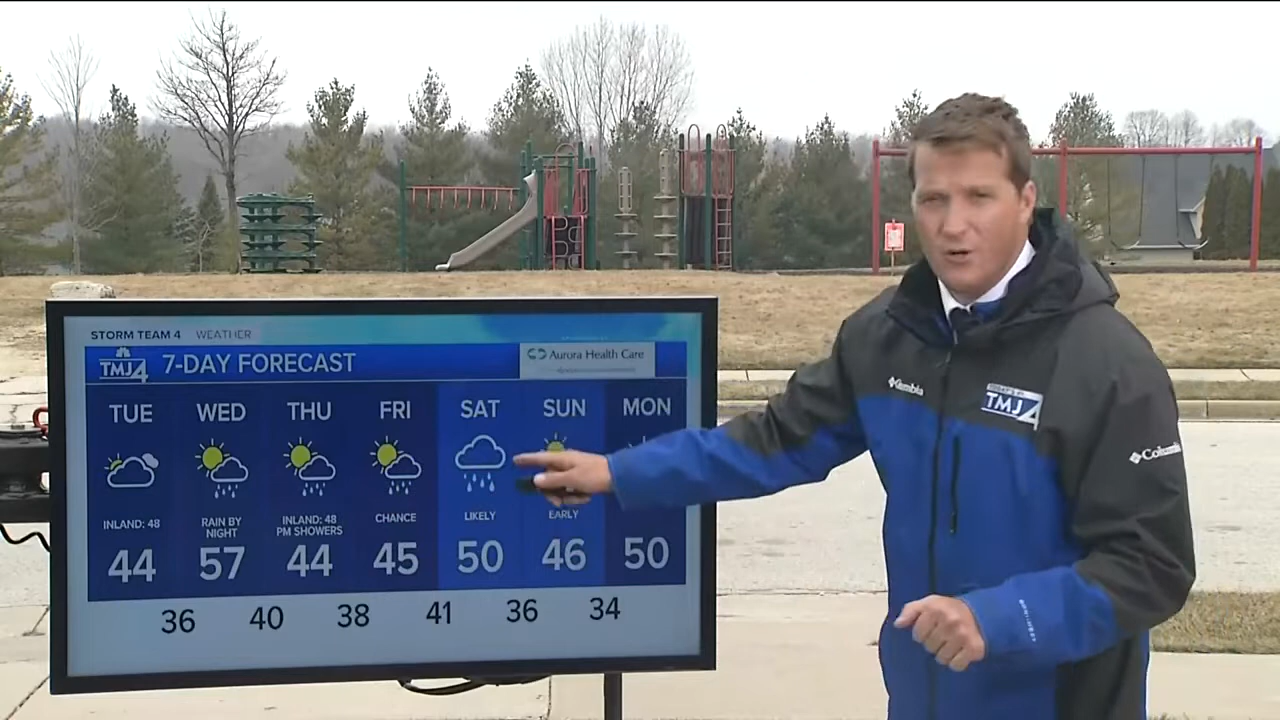 STORM TEAM 4 WEATHER
TMJ4 7-DAY FORECAST
Aurora Health Care
TUE WED THU FRI SAT SUN MON
INLAND: 48
RAIN BY
NIGHT
INLAND: 48
PM SHOWERS
CHANCE
LIKELY
EARLY
44 57 44 45 50 46 50
36 40 38 41 36 34
Columbia
TMJ4
Columbia